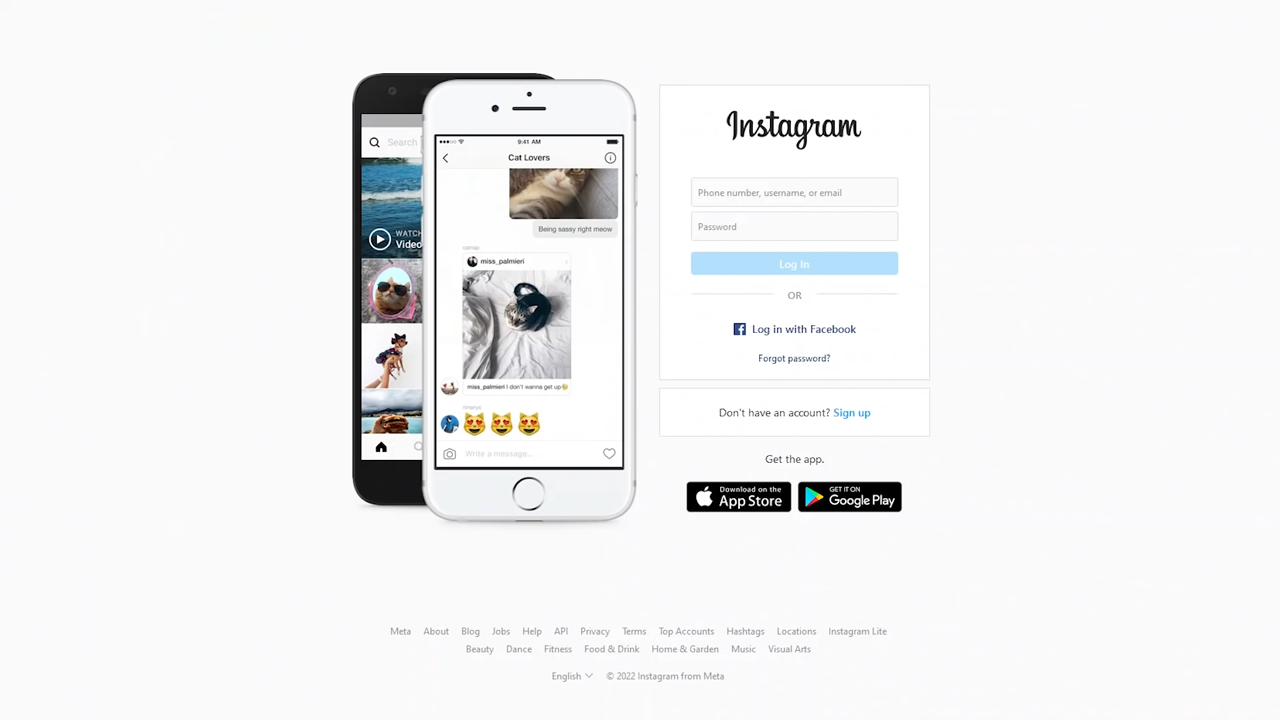 Search
WATCH
Video
9:41 AM
Cat Lovers
Being sassy right meow
miss_palmieri
miss_palmieri I don't wanna get up😒
😻 😻 😻
Write a message...
Instagram
Phone number, username, or email
Password
Log In
OR
Log in with Facebook
Forgot password?
Don't have an account? Sign up
Get the app.
Download on the
App Store
GET IT ON
Google Play
Meta About Blog Jobs Help API Privacy Terms Top Accounts Hashtags Locations Instagram Lite
Beauty Dance Fitness Food & Drink Home & Garden Music Visual Arts
English © 2022 Instagram from Meta